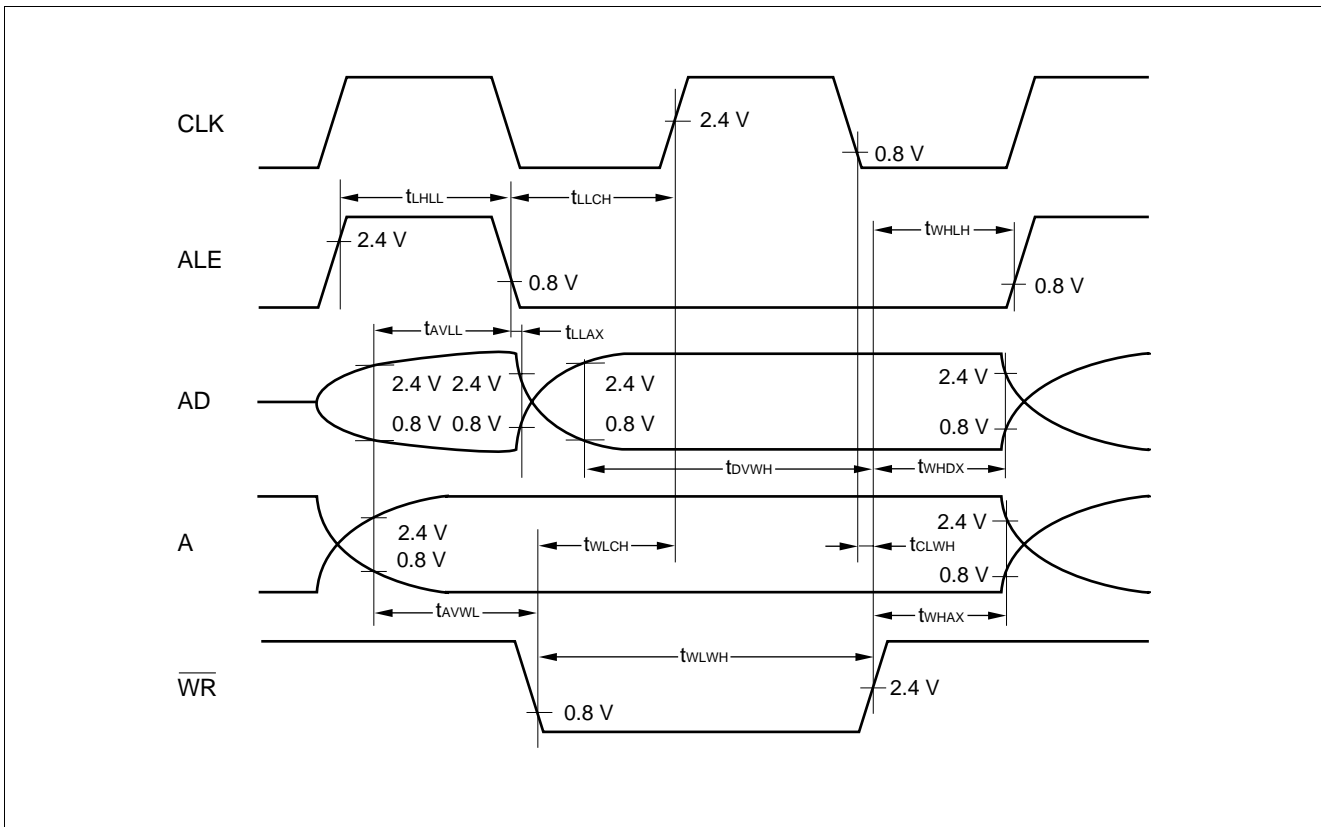 CLK
2.4 V
0.8 V
tLHLL
tLLCH
tWHLH
ALE
2.4 V
0.8 V
0.8 V
tAVLL
tLLAX
AD
2.4 V 2.4 V
2.4 V
2.4 V
0.8 V 0.8 V
0.8 V
0.8 V
tDVWH
tWHDX
A
2.4 V
2.4 V
0.8 V
tWLCH
tCLWH
0.8 V
tAVWL
tWHAX
tWLWH
WR
2.4 V
0.8 V